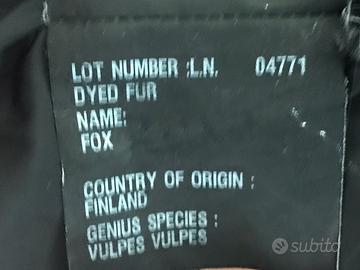 LOT NUMBER :L.N. 04771
DYED FUR
NAME:
FOX
COUNTRY OF ORIGIN :
FINLAND
GENIUS SPECIES :
VULPES VULPES
subito